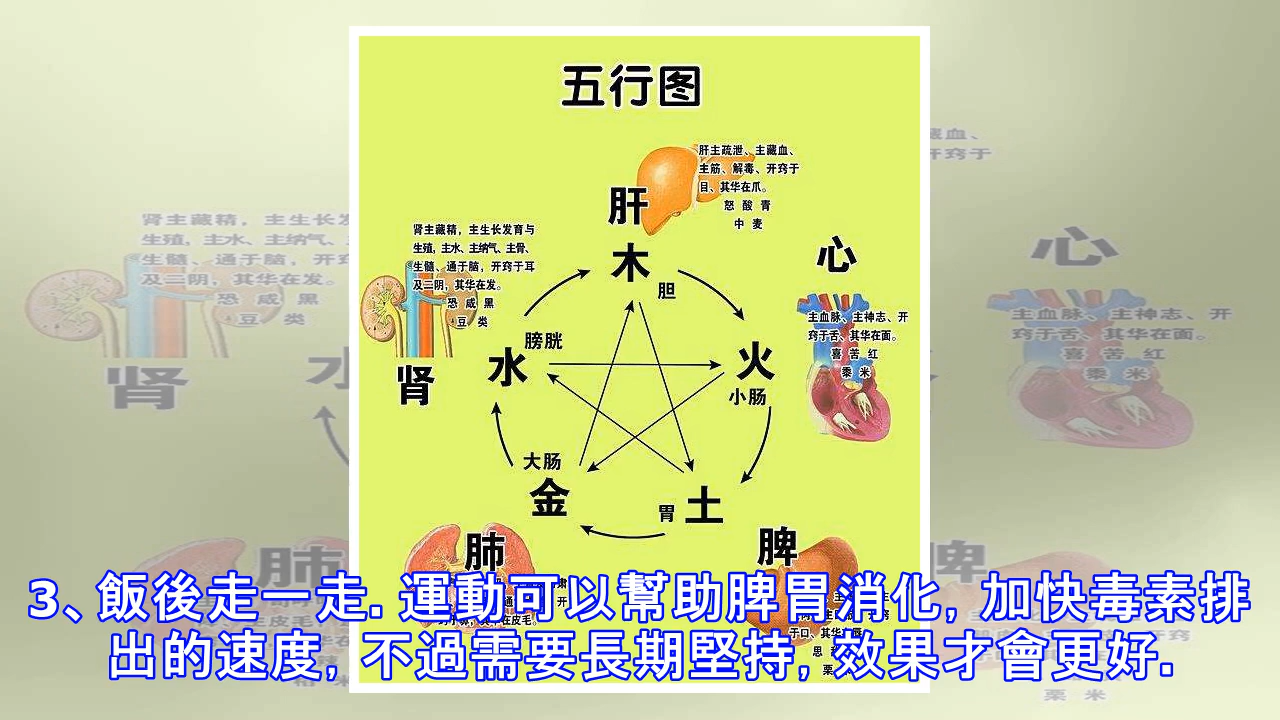 五行图
肝主疏泄、主藏血、
主筋、解毒、开窍于
目、其华在爪。
怒 酸 青
中 麦
肝
木
胆
肾主藏精，主生长发育与
生殖，主水、主纳气、主骨、
生髓、通于脑，开窍于耳
及二阴，其华在发。
恐 咸 黑
豆 类
肾
水
膀胱
心
主血脉、主神志、开
窍于舌、其华在面。
喜 苦 红
黍 米
火
小肠
大肠
金
肺
胃
土
脾
3、飯後走一走. 運動可以幫助脾胃消化, 加快毒素排
出的速度, 不過需要長期堅持, 效果才會更好.